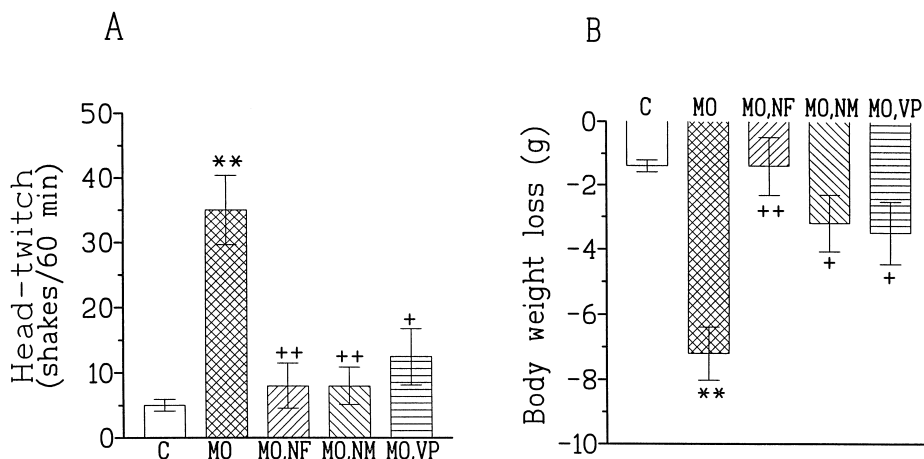 A
Head-twitch
(shakes/60 min)
50
40
30
20
10
0
**
++
++
+
C MO MO,NF MO,NM MO,VP
B
Body weight loss (g)
C MO MO,NF MO,NM MO,VP
0
-2
-4
-6
-8
-10
**
++
+
+